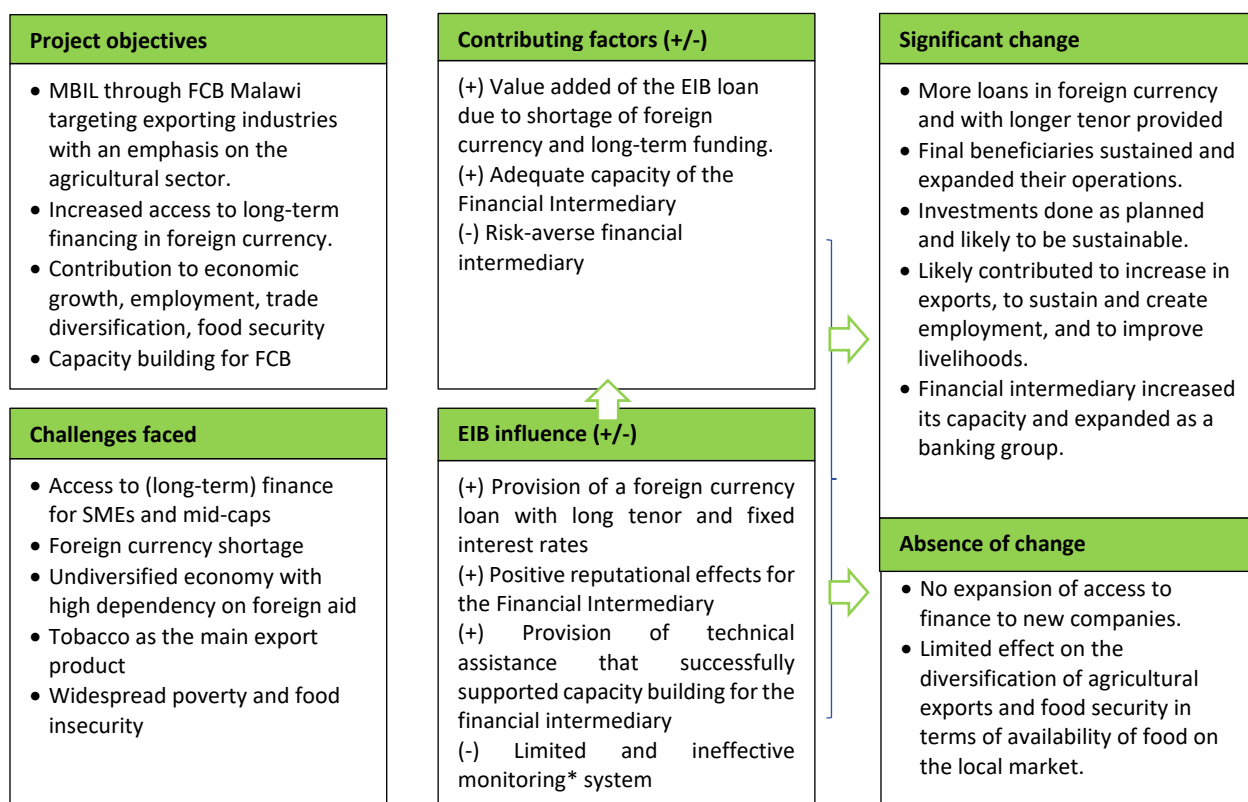 Project objectives
• MBIL through FCB Malawi
targeting exporting industries
with an emphasis on the
agricultural sector.
• Increased access to long-term
financing in foreign currency.
• Contribution to economic
growth, employment, trade
diversification, food security
• Capacity building for FCB
Challenges faced
• Access to (long-term) finance
for SMEs and mid-caps
• Foreign currency shortage
• Undiversified economy with
high dependency on foreign aid
• Tobacco as the main export
product
• Widespread poverty and food
insecurity
Contributing factors (+/-)
(+) Value added of the EIB loan
due to shortage of foreign
currency and long-term funding.
(+) Adequate capacity of the
Financial Intermediary
(-) Risk-averse financial
intermediary
EIB influence (+/-)
(+) Provision of a foreign currency
loan with long tenor and fixed
interest rates
(+) Positive reputational effects for
the Financial Intermediary
(+) Provision of technical
assistance that successfully
supported capacity building for the
financial intermediary
(-) Limited and ineffective
monitoring* system
Significant change
• More loans in foreign currency
and with longer tenor provided
• Final beneficiaries sustained and
expanded their operations.
• Investments done as planned
and likely to be sustainable.
• Likely contributed to increase in
exports, to sustain and create
employment, and to improve
livelihoods.
• Financial intermediary increased
its capacity and expanded as a
banking group.
Absence of change
• No expansion of access to
finance to new companies.
• Limited effect on the
diversification of agricultural
exports and food security in
terms of availability of food on
the local market.